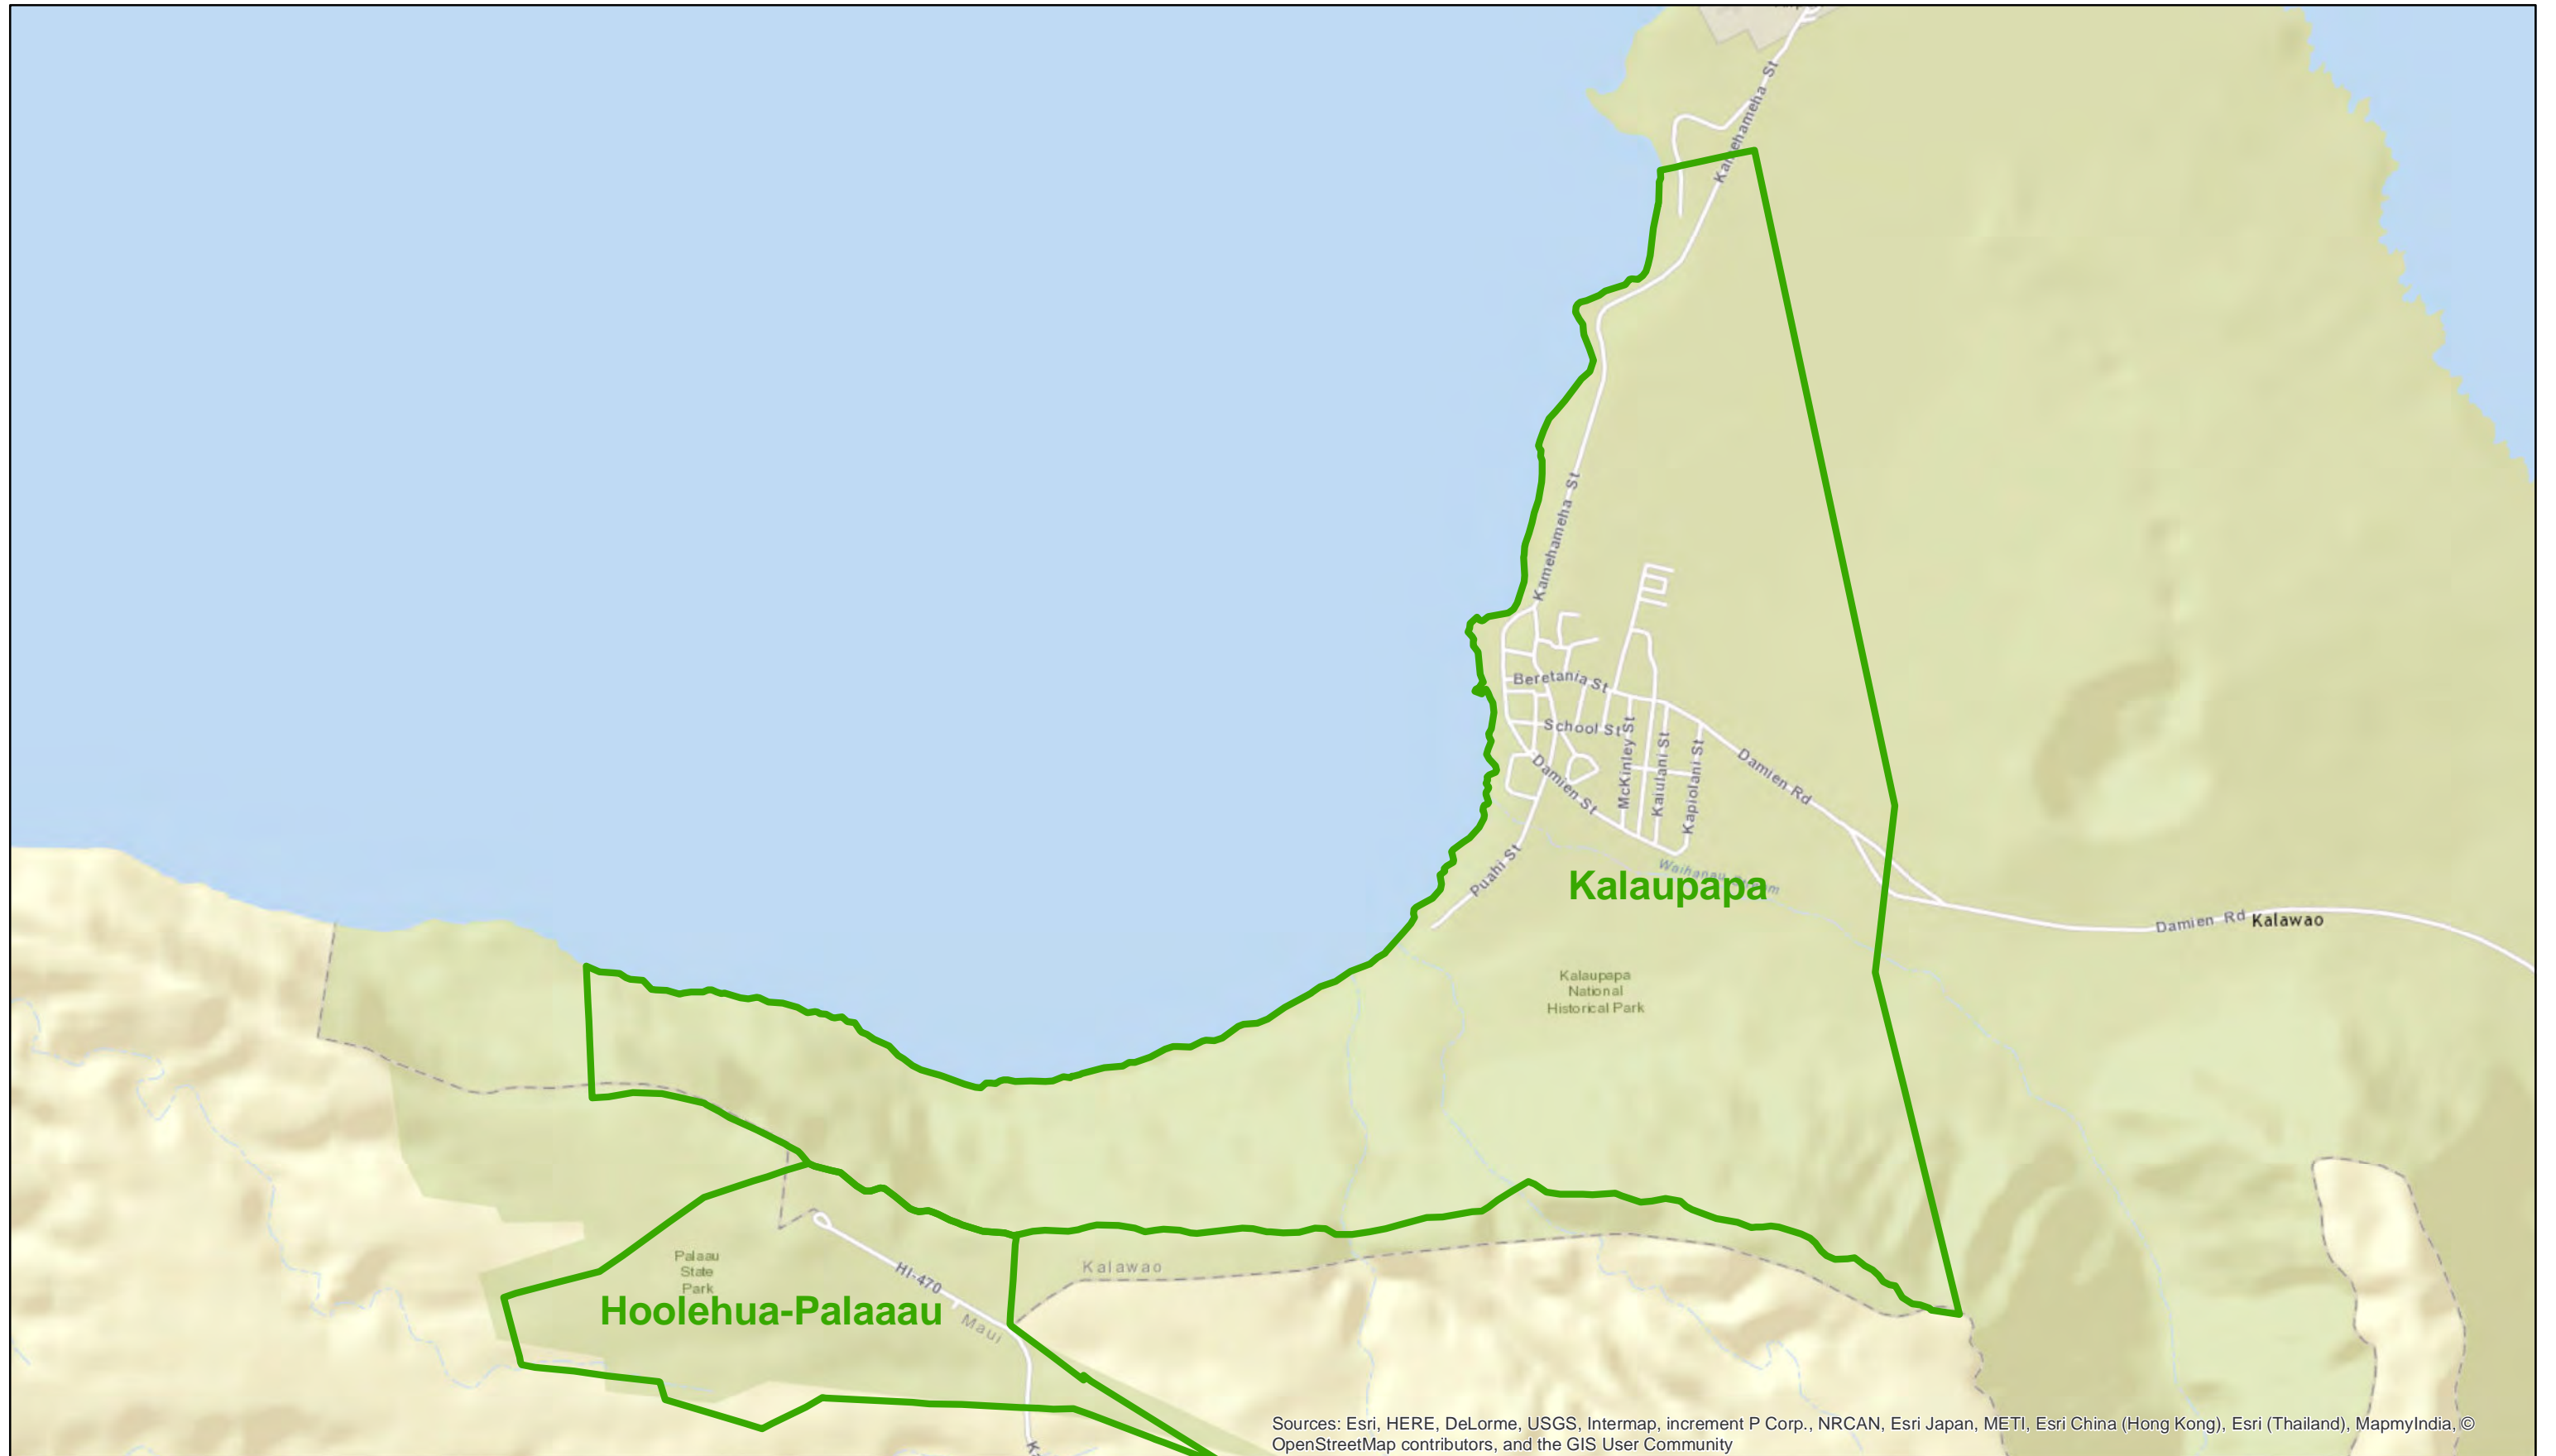 Kamehameha St
Kamehameha St
Beretania St
School St
McKinley St
Kaiulani St
Kapiolani St
Damien St
Damien Rd
Puahi St
Waihanau Stream
Kalaupapa
Damien Rd
Kalawao
Kalaupapa
National
Historical Park
Palaau
State
Park
HI-470
Maui
Kalawao
Hoolehua-Palaaau
Sources: Esri, HERE, DeLorme, USGS, Intermap, increment P Corp., NRCAN, Esri Japan, METI, Esri China (Hong Kong), Esri (Thailand), MapmyIndia, ©
OpenStreetMap contributors, and the GIS User Community